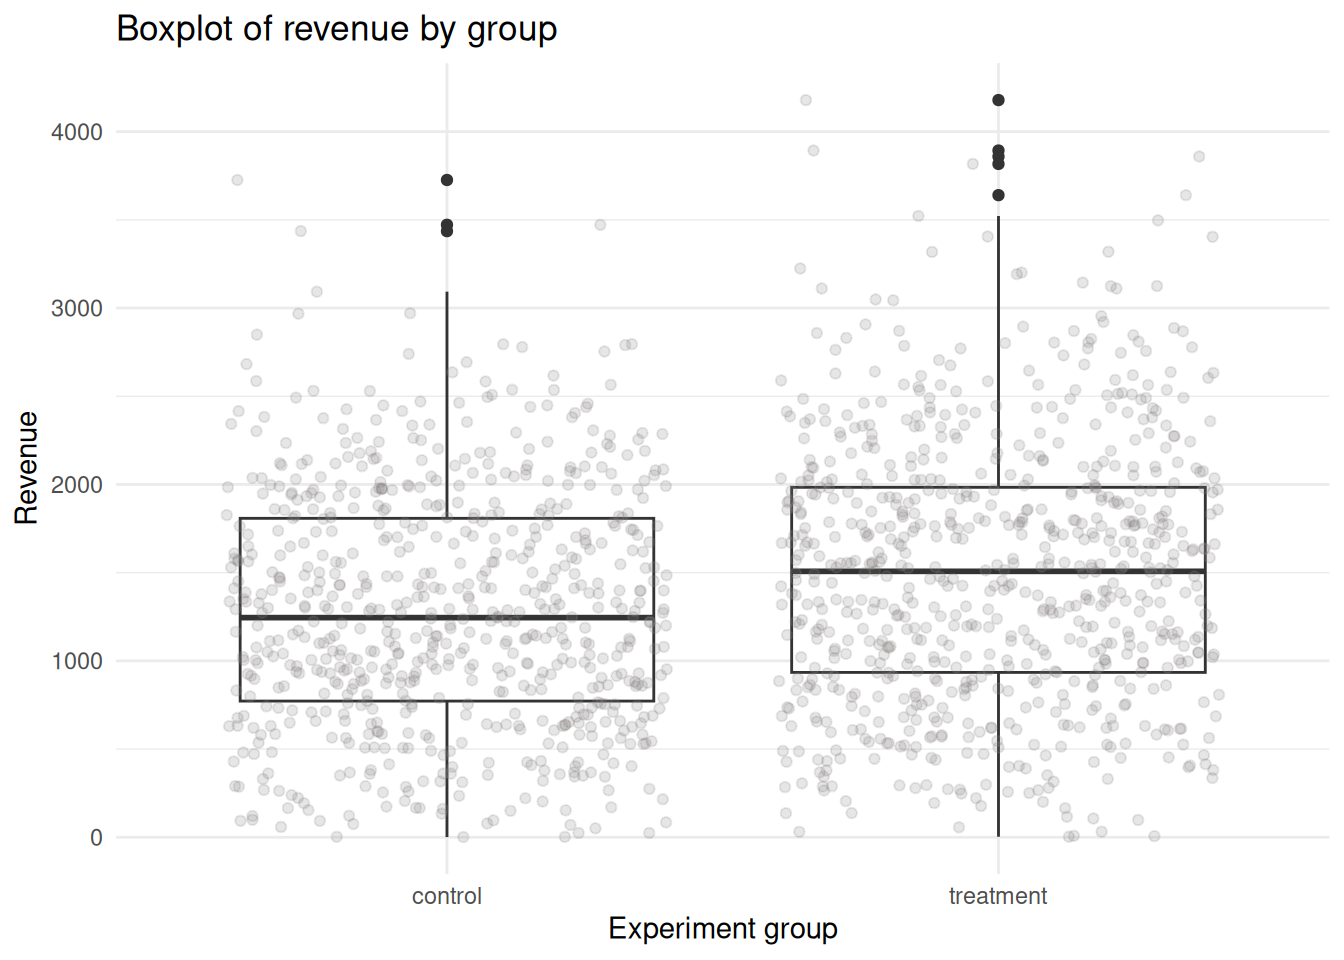 Boxplot of revenue by group
4000
3000
2000
1000
0
Revenue
control treatment
Experiment group